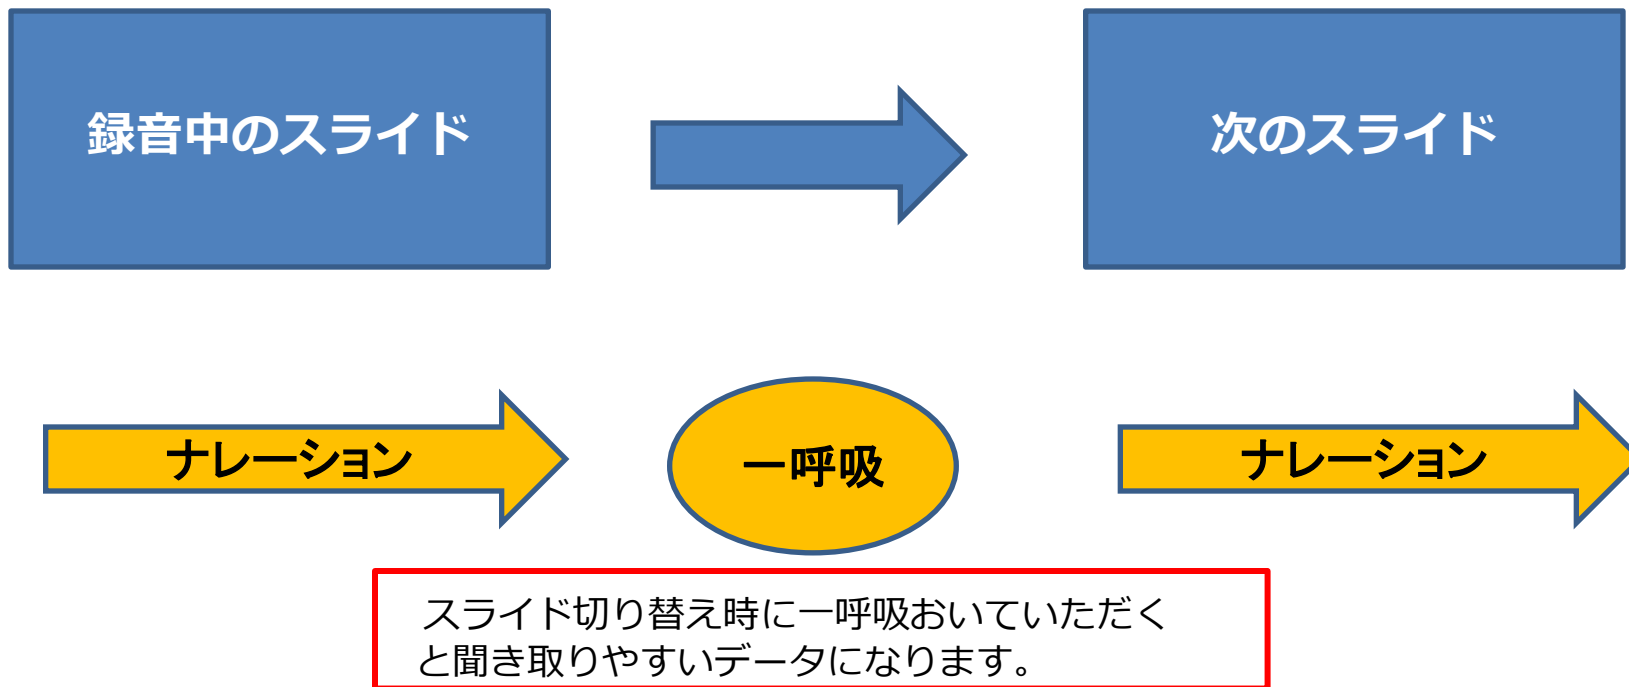 録音中のスライド
次のスライド
ナレーション
一呼吸
ナレーション
スライド切り替え時に一呼吸おいていただく
と聞き取りやすいデータになります。